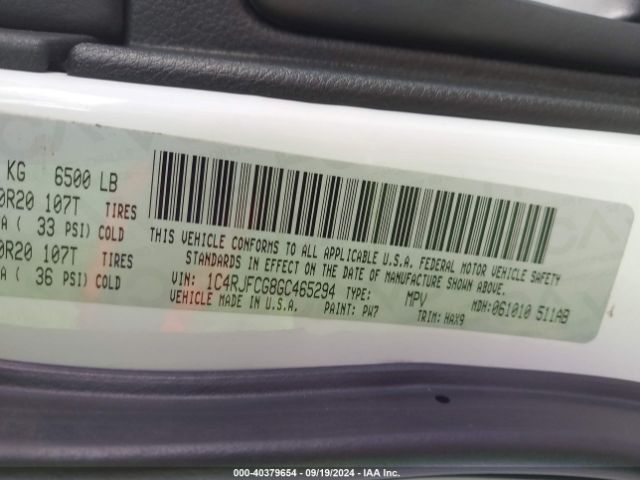 KG 6500 LB
0R20 107T TIRES
A ( 33 PSI) COLD
0R20 107T TIRES
A ( 36 PSI) COLD
THIS VEHICLE CONFORMS TO ALL APPLICABLE U.S.A. FEDERAL MOTOR VEHICLE SAFETY
STANDARDS IN EFFECT ON THE DATE OF MANUFACTURE SHOWN ABOVE.
VIN: 1C4RJFCG8GC465294 TYPE: MPV MDH:061010 511AB
VEHICLE MADE IN U.S.A. PAINT: PW7 TRIM: HAX9
000-40379654 - 09/19/2024 - IAA Inc.